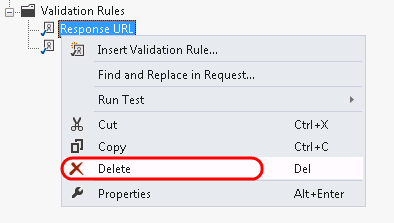 Validation Rules
Response URL
Insert Validation Rule...
Find and Replace in Request...
Run Test
Cut Ctrl+X
Copy Ctrl+C
Delete Del
Properties Alt+Enter